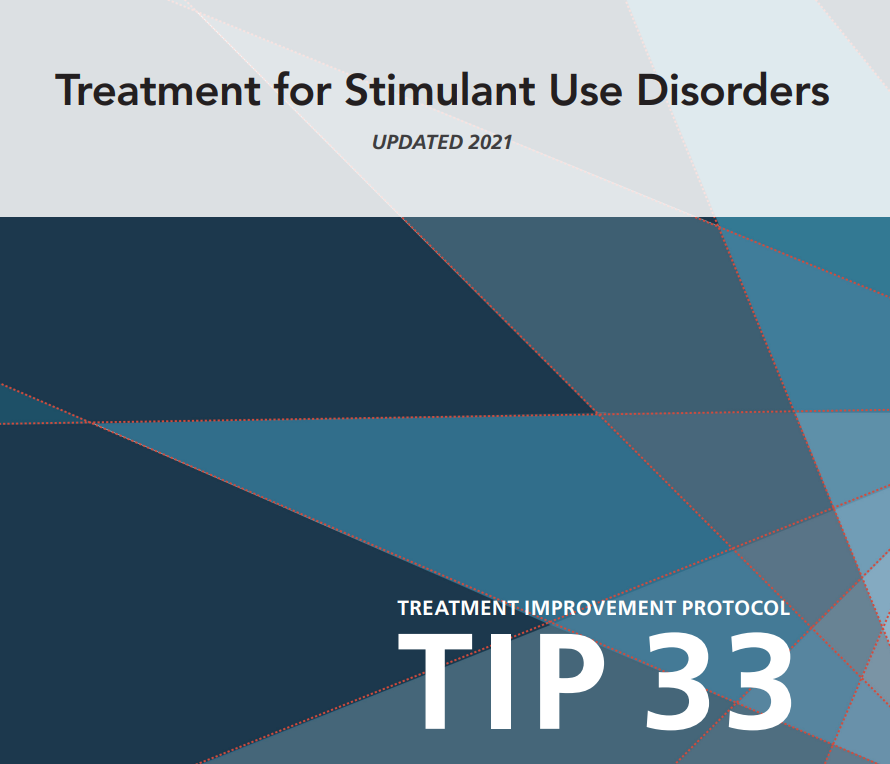 Treatment for Stimulant Use Disorders
UPDATED 2021
TREATMENT IMPROVEMENT PROTOCOL
TIP 33